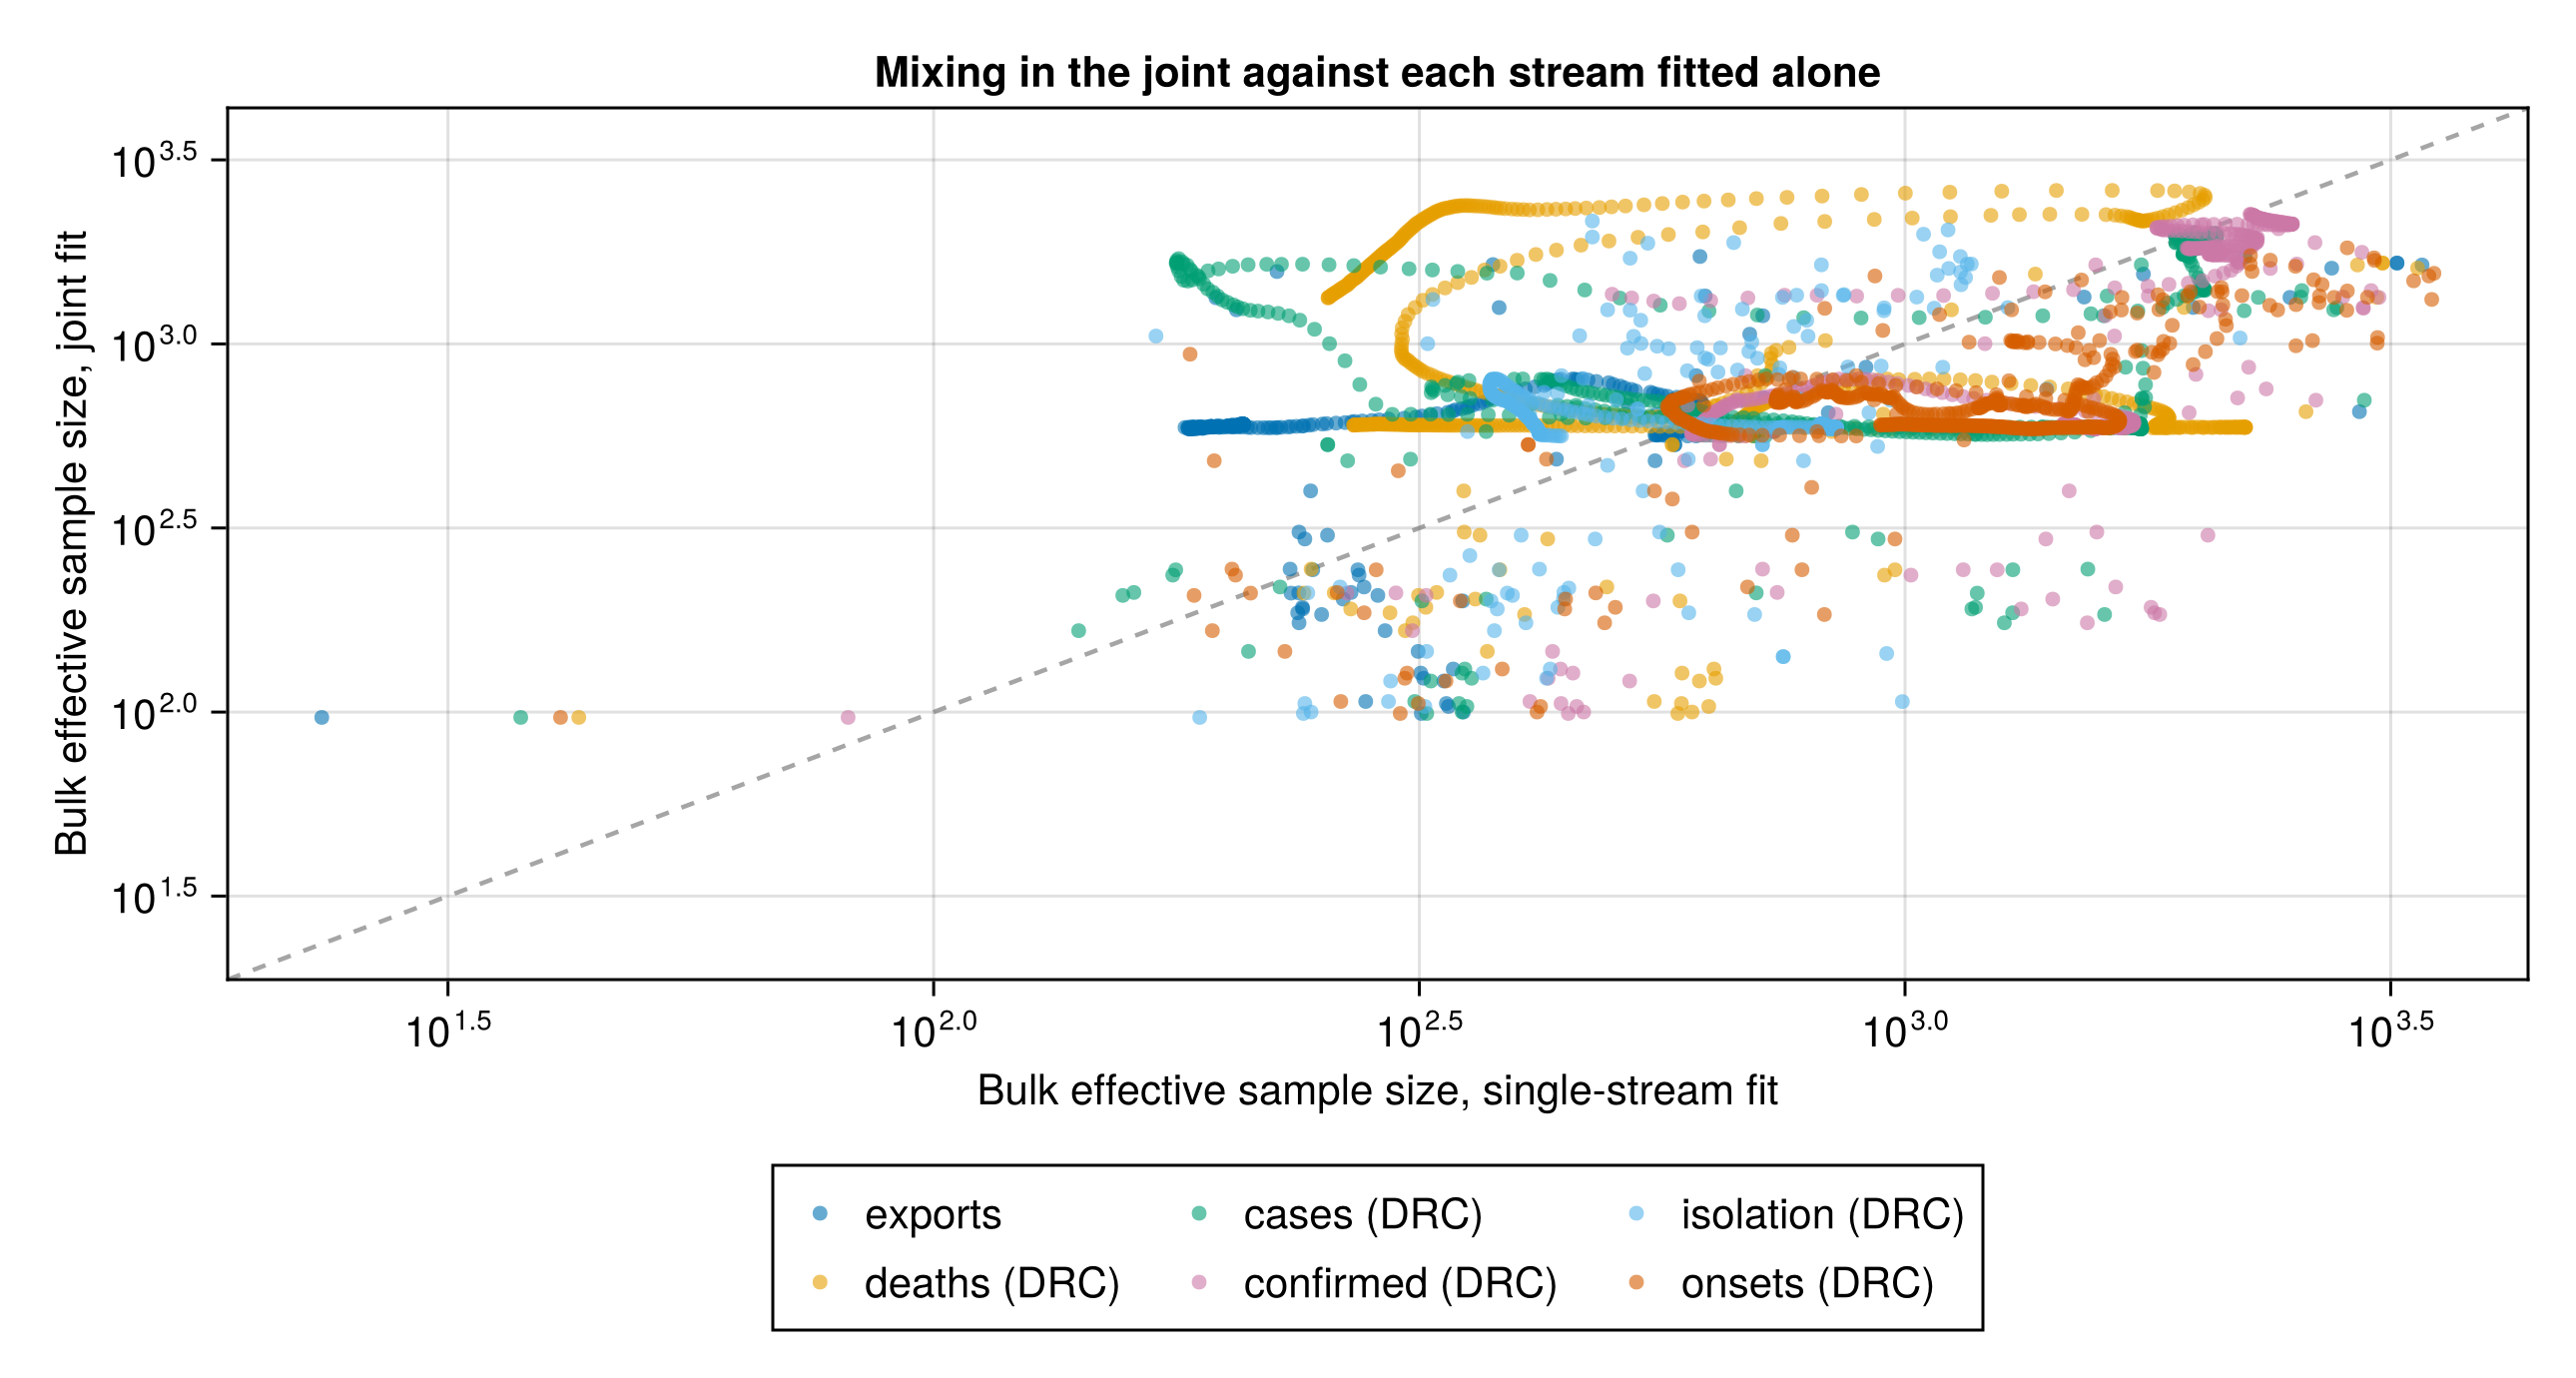 Mixing in the joint against each stream fitted alone
Bulk effective sample size, joint fit
10^3.5
10^3.0
10^2.5
10^2.0
10^1.5
10^1.5 10^2.0 10^2.5 10^3.0 10^3.5
Bulk effective sample size, single-stream fit
exports cases (DRC) isolation (DRC)
deaths (DRC) confirmed (DRC) onsets (DRC)